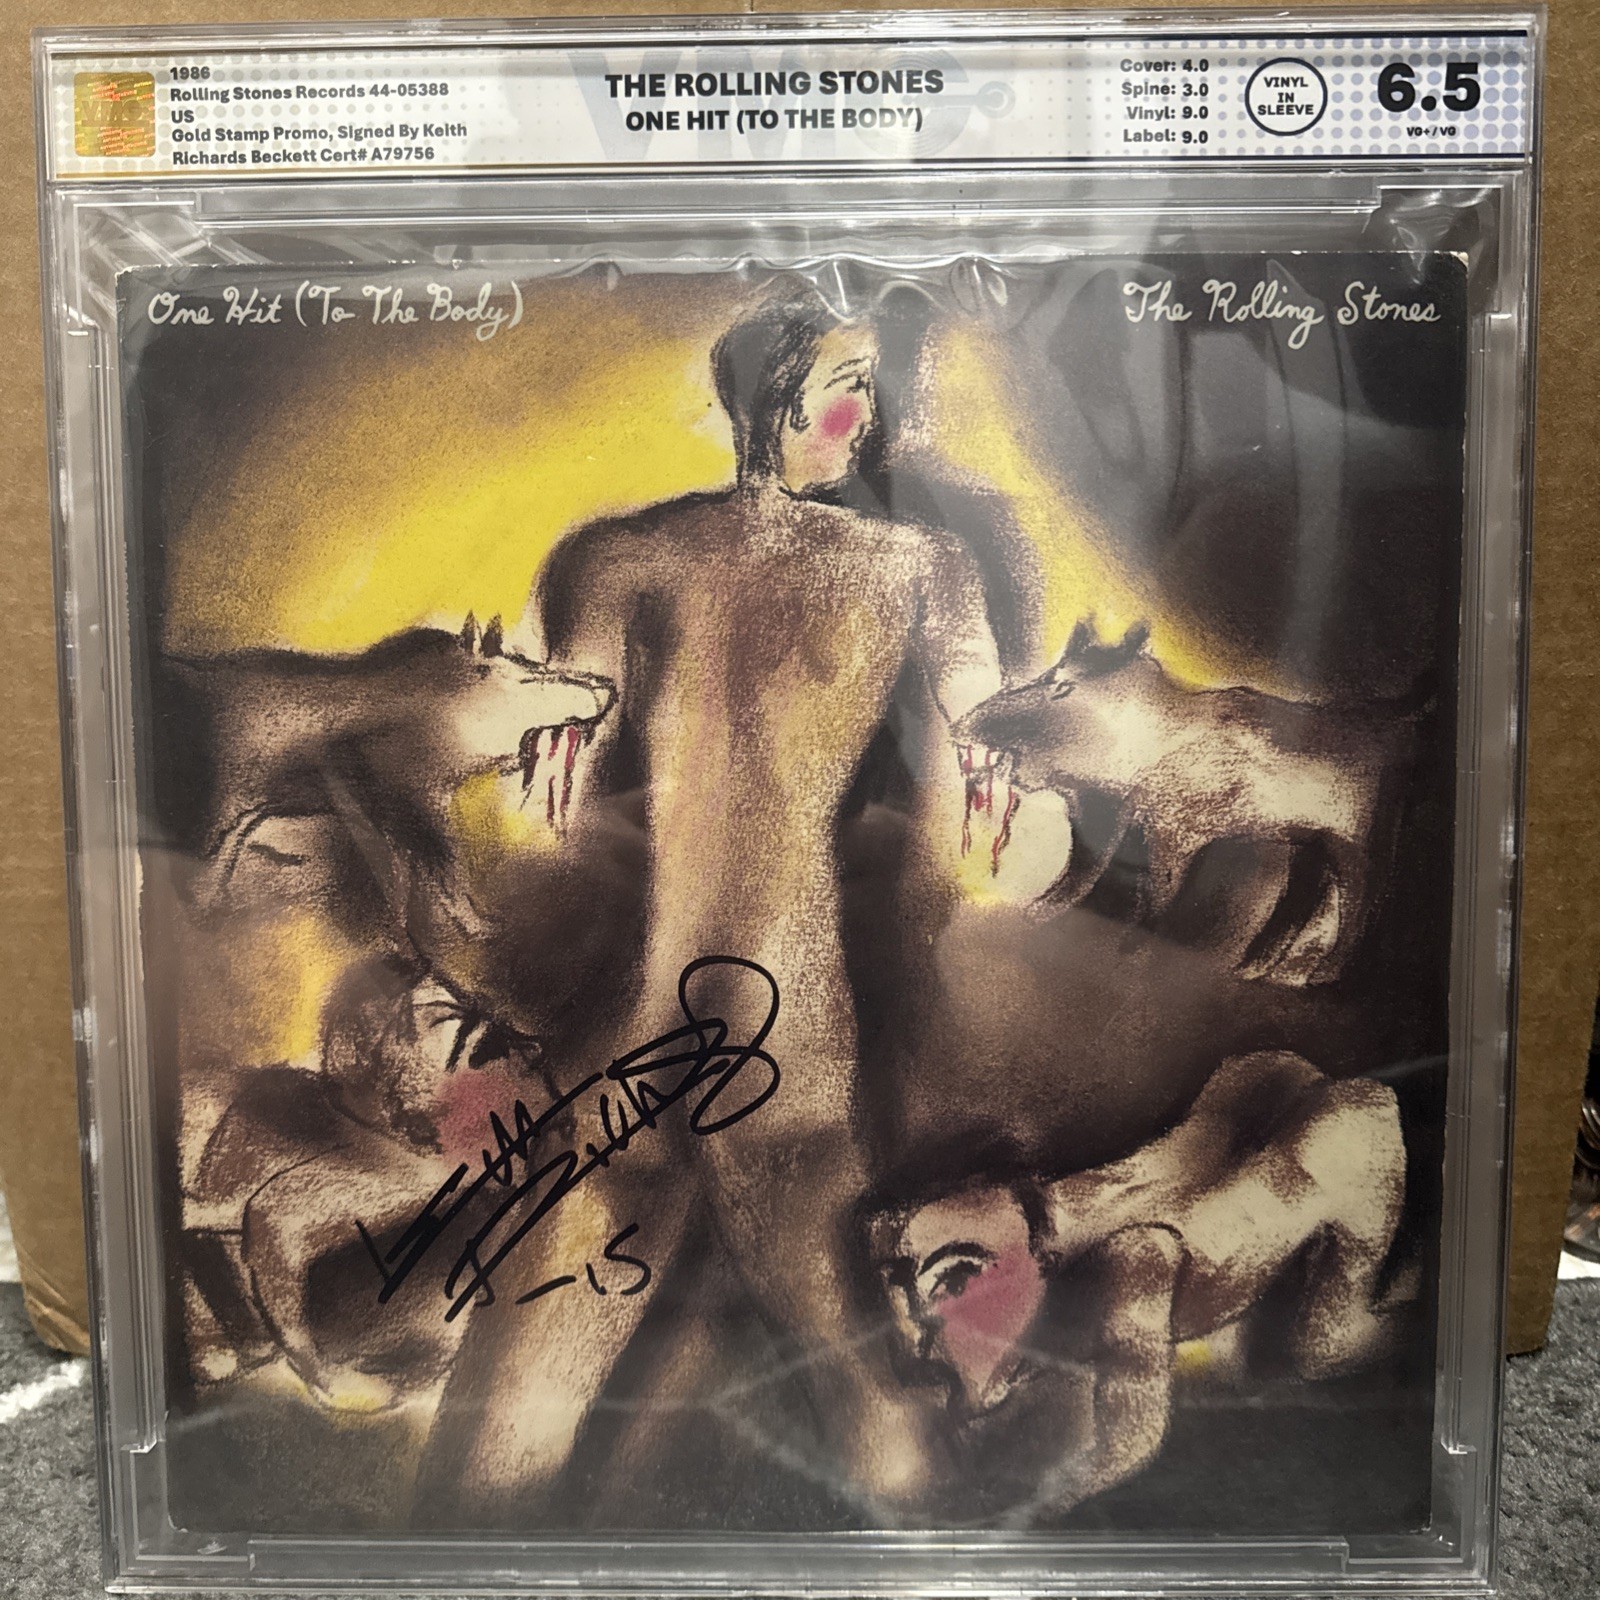 1986
Rolling Stones Records 44-05388
US
Gold Stamp Promo, Signed By Keith
Richards Beckett Cert# A79756
VMG
THE ROLLING STONES
ONE HIT (TO THE BODY)
Cover: 4.0
Spine: 3.0
Vinyl: 9.0
Label: 9.0
VINYL
IN
SLEEVE
6.5
VG+ / VG
One Hit (To The Body)
The Rolling Stones
-15